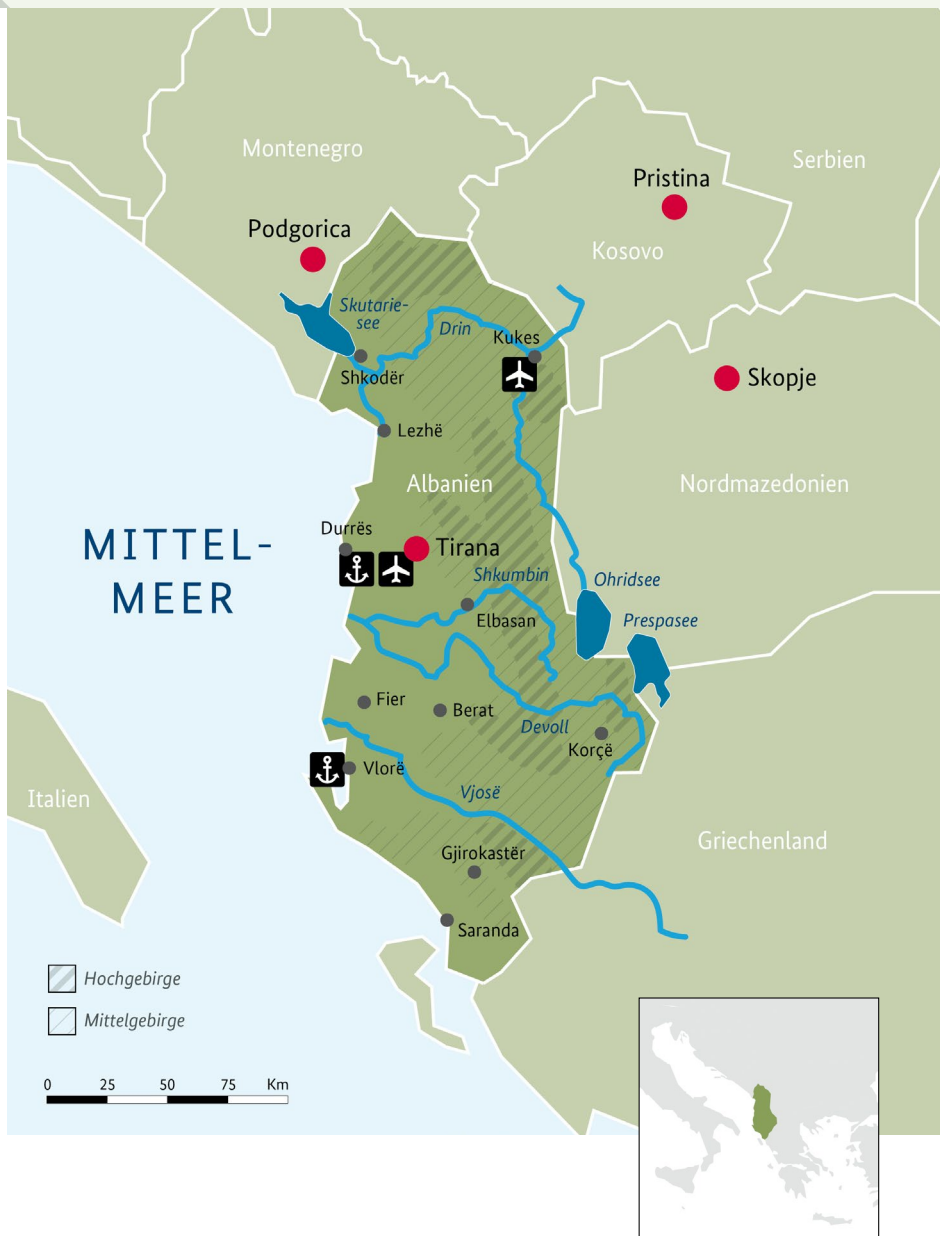 Montenegro
Serbien
Pristina
Podgorica
Kosovo
Skutarie-
see
Drin
Kukes
Shkodër
Skopje
Lezhë
Albanien
Nordmazedonien
MITTEL-
MEER
Durrës
Tirana
Shkumbin
Ohridsee
Elbasan
Prespasee
Fier
Berat
Devoll
Korçë
Vlorë
Vjosë
Italien
Griechenland
Gjirokastër
Saranda
Hochgebirge
Mittelgebirge
0 25 50 75 Km